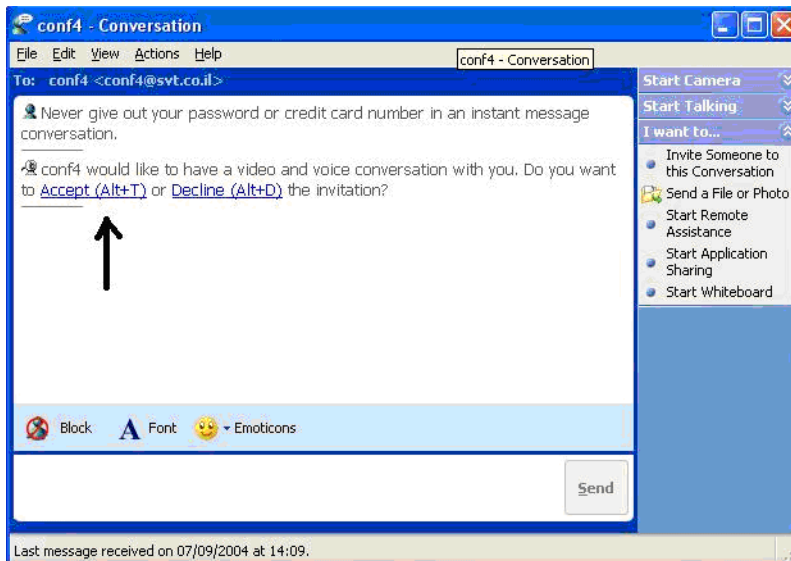 conf4 - Conversation
File Edit View Actions Help
conf4 - Conversation
To: conf4 <conf4@svt.co.il>
Never give out your password or credit card number in an instant message
conversation.
conf4 would like to have a video and voice conversation with you. Do you want
to Accept (Alt+T) or Decline (Alt+D) the invitation?
Start Camera
Start Talking
I want to...
Invite Someone to
this Conversation
Send a File or Photo
Start Remote
Assistance
Start Application
Sharing
Start Whiteboard
Block A Font Emoticons
Send
Last message received on 07/09/2004 at 14:09.